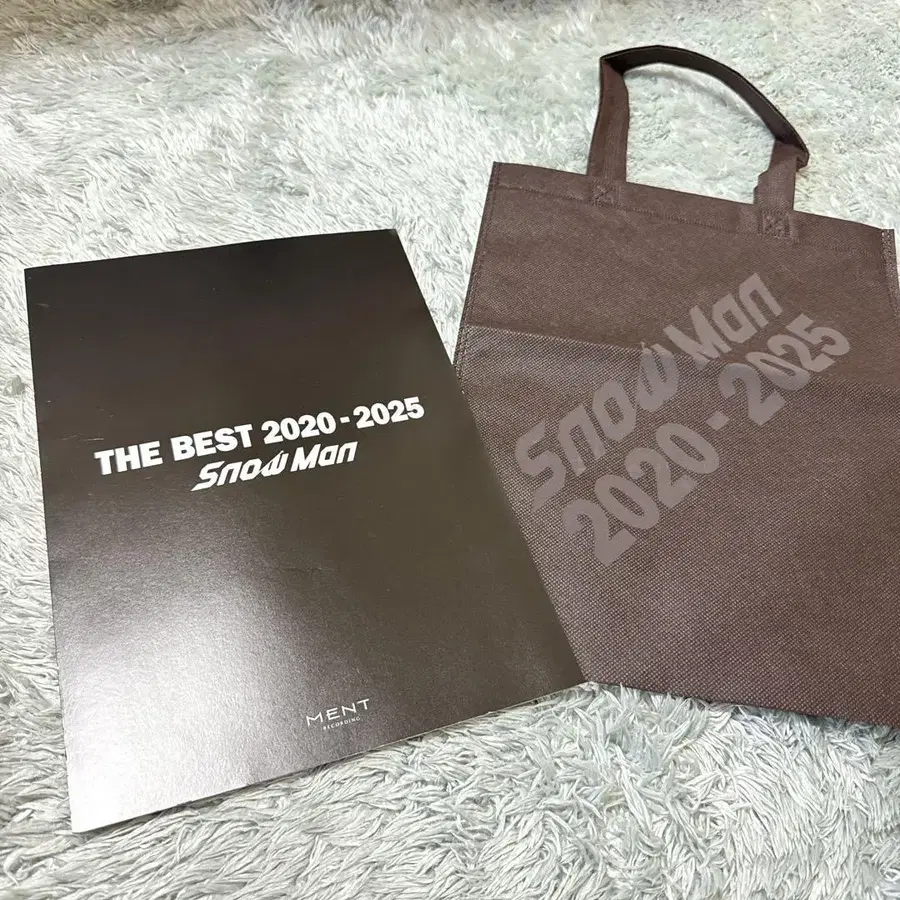 THE BEST 2020-2025
Snow Man
MENT
RECORDING
Snow Man
2020-2025